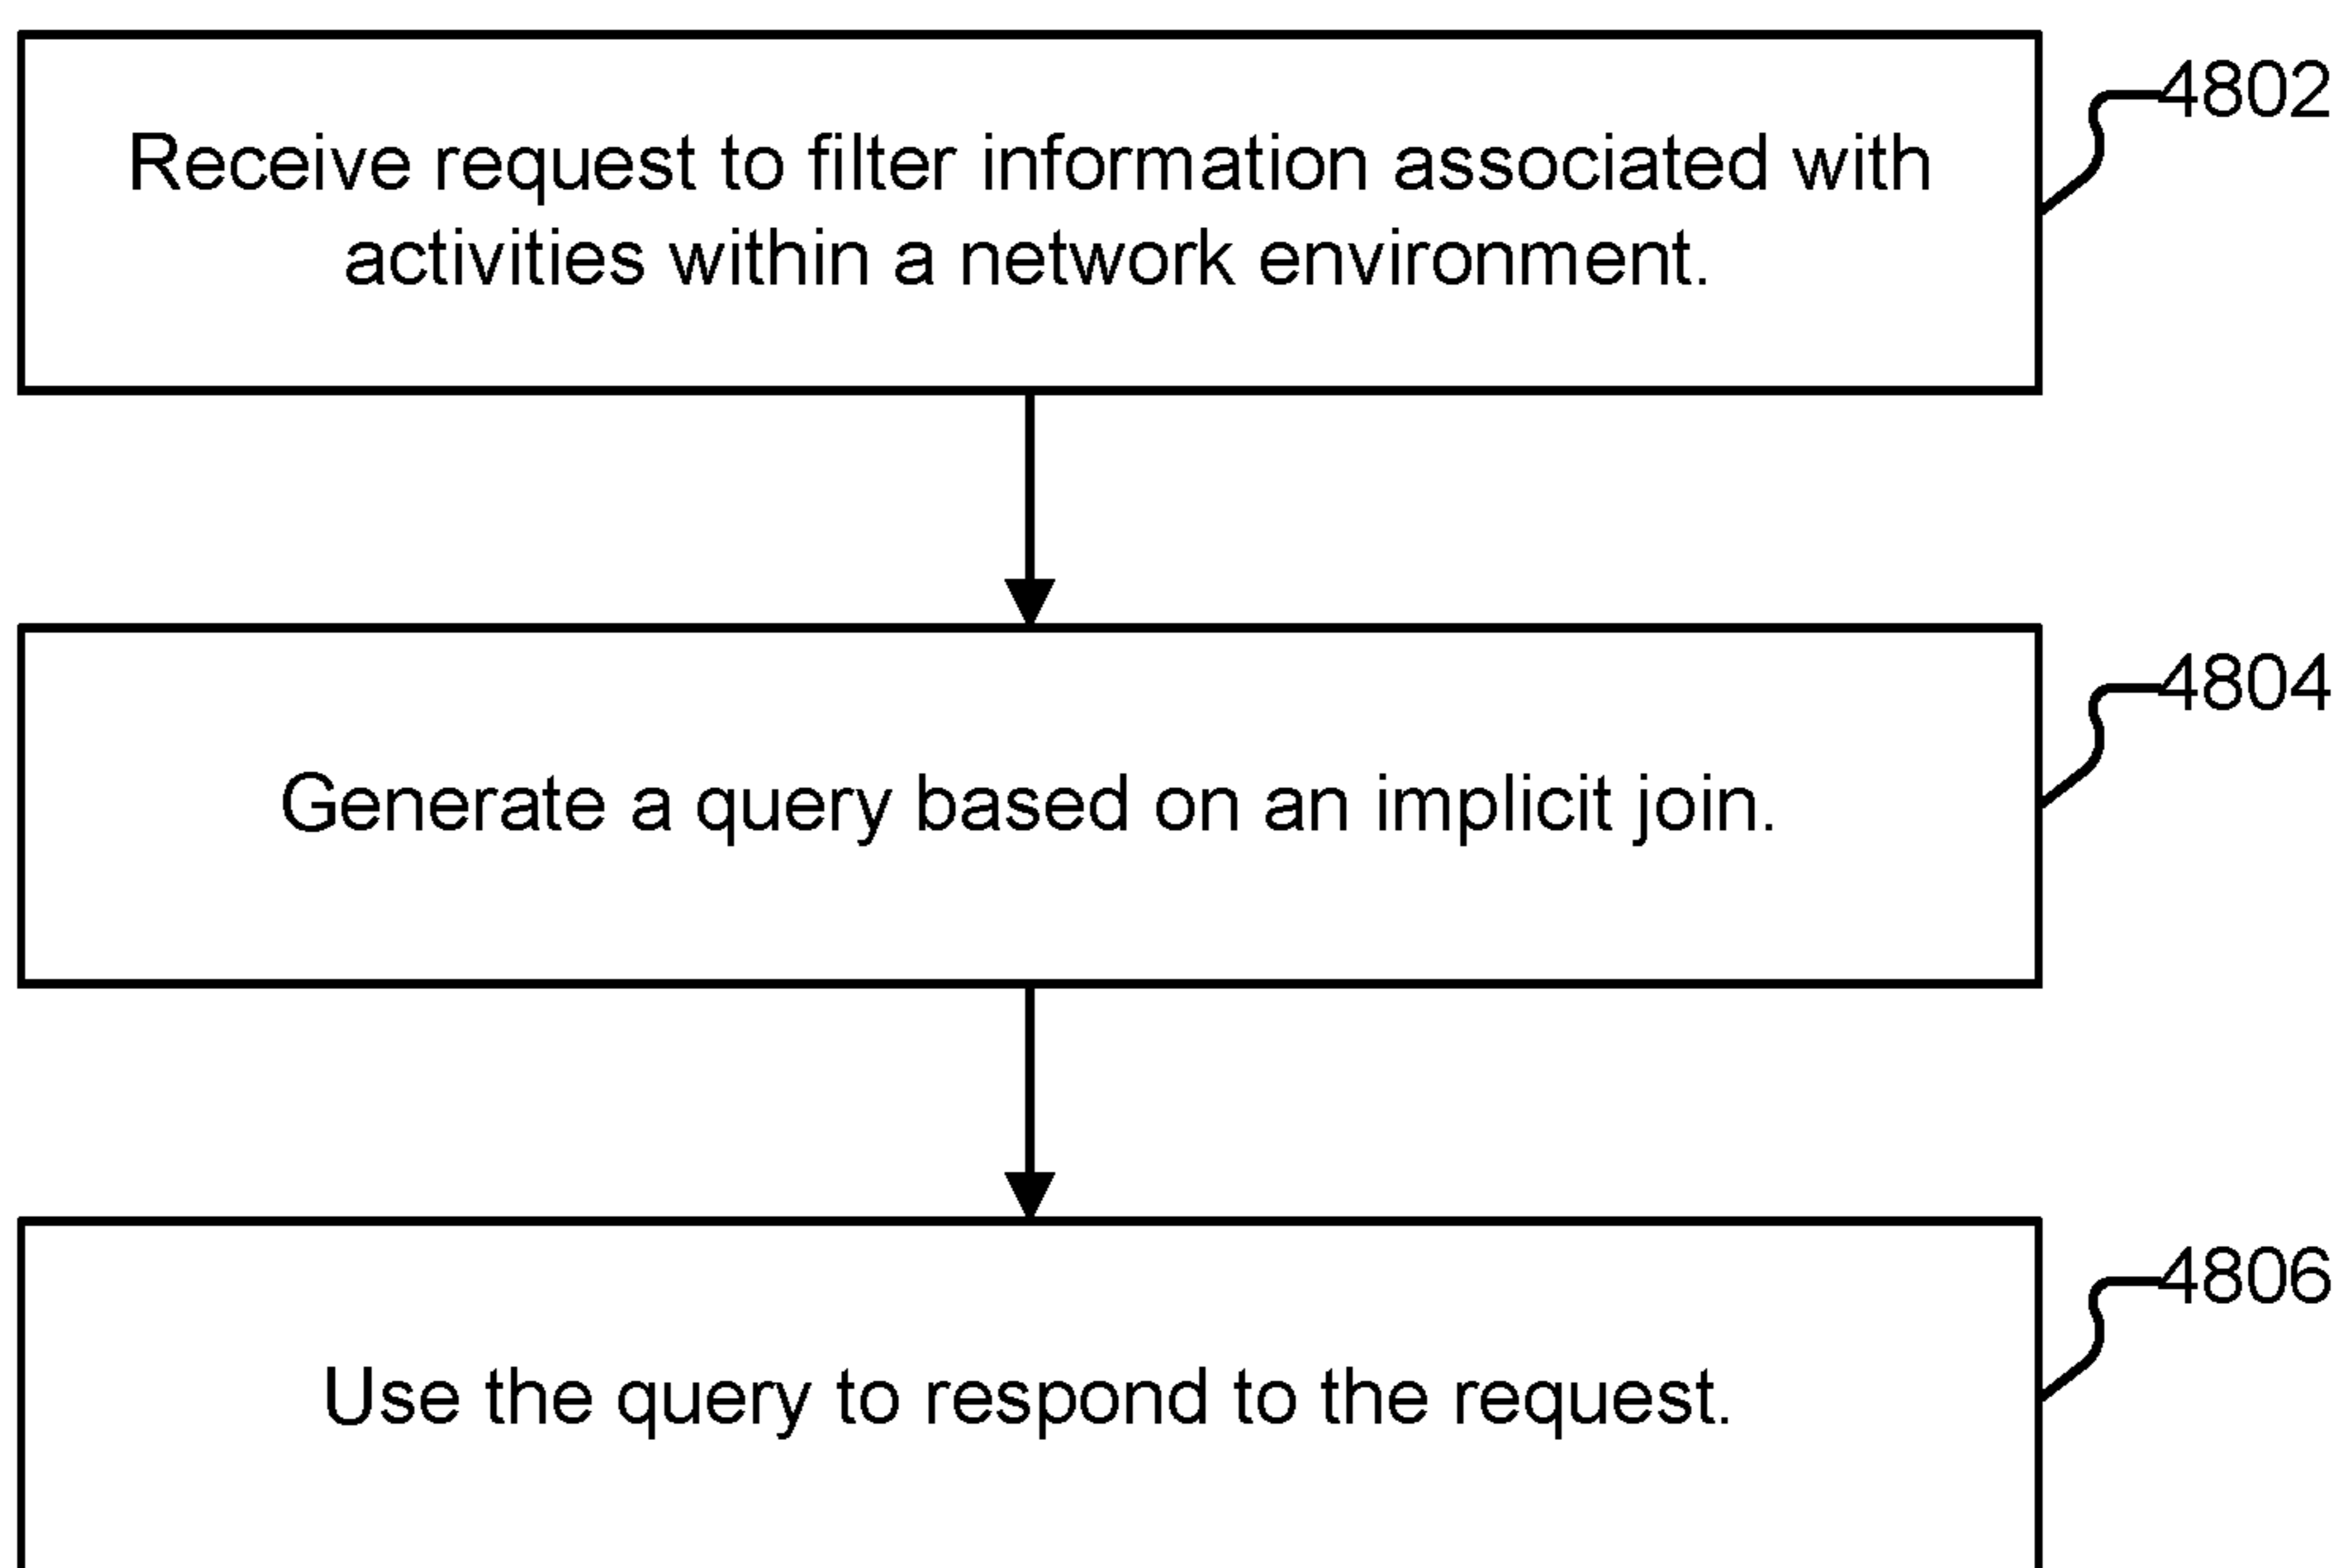 4802
Receive request to filter information associated with
activities within a network environment.
4804
Generate a query based on an implicit join.
4806
Use the query to respond to the request.